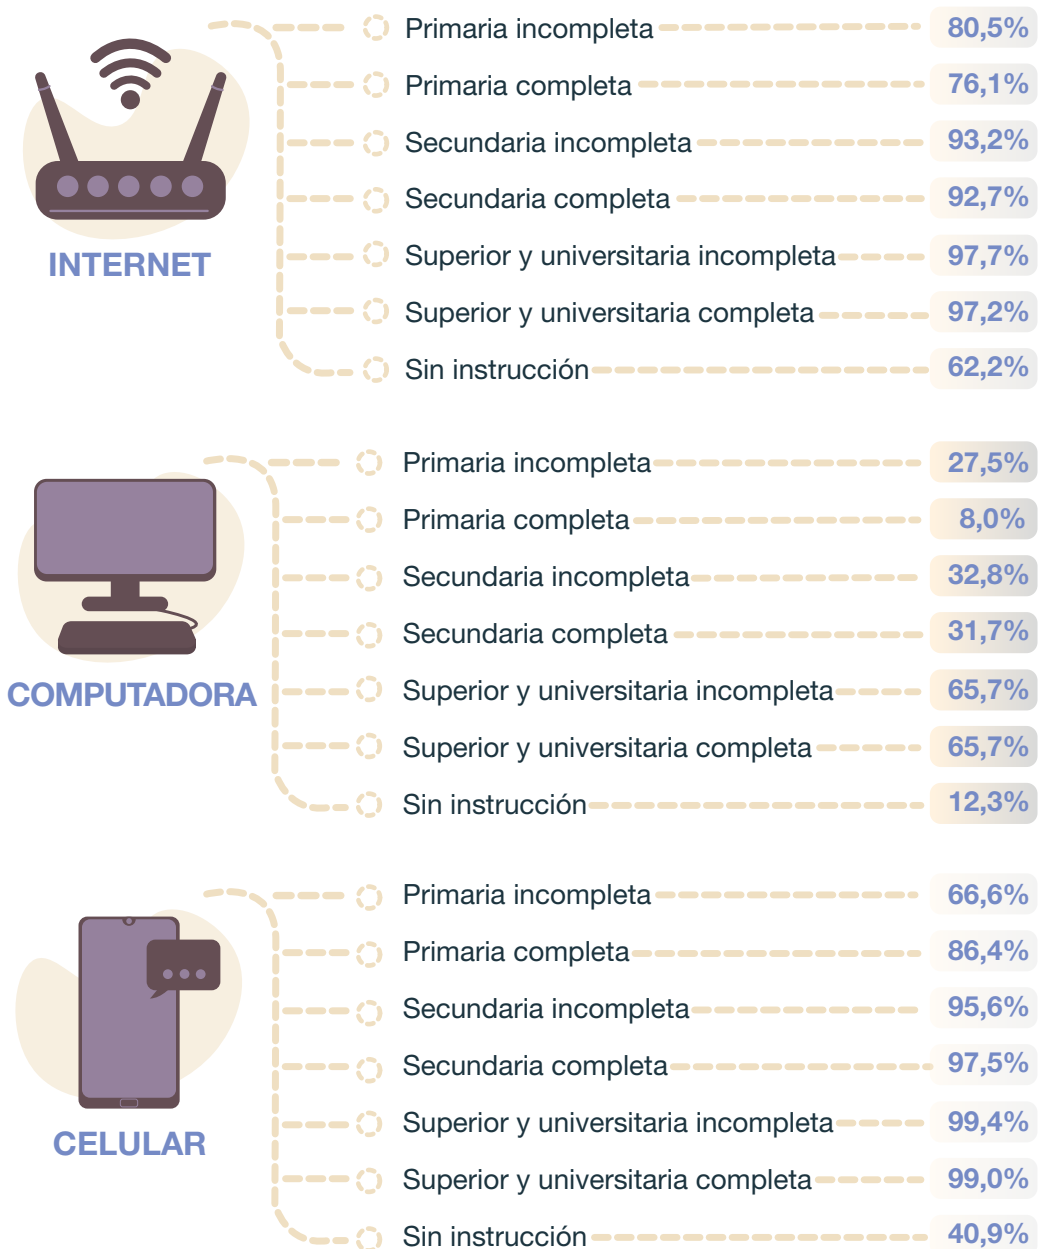 INTERNET
Primaria incompleta 80,5%
Primaria completa 76,1%
Secundaria incompleta 93,2%
Secundaria completa 92,7%
Superior y universitaria incompleta 97,7%
Superior y universitaria completa 97,2%
Sin instrucción 62,2%
COMPUTADORA
Primaria incompleta 27,5%
Primaria completa 8,0%
Secundaria incompleta 32,8%
Secundaria completa 31,7%
Superior y universitaria incompleta 65,7%
Superior y universitaria completa 65,7%
Sin instrucción 12,3%
CELULAR
Primaria incompleta 66,6%
Primaria completa 86,4%
Secundaria incompleta 95,6%
Secundaria completa 97,5%
Superior y universitaria incompleta 99,4%
Superior y universitaria completa 99,0%
Sin instrucción 40,9%